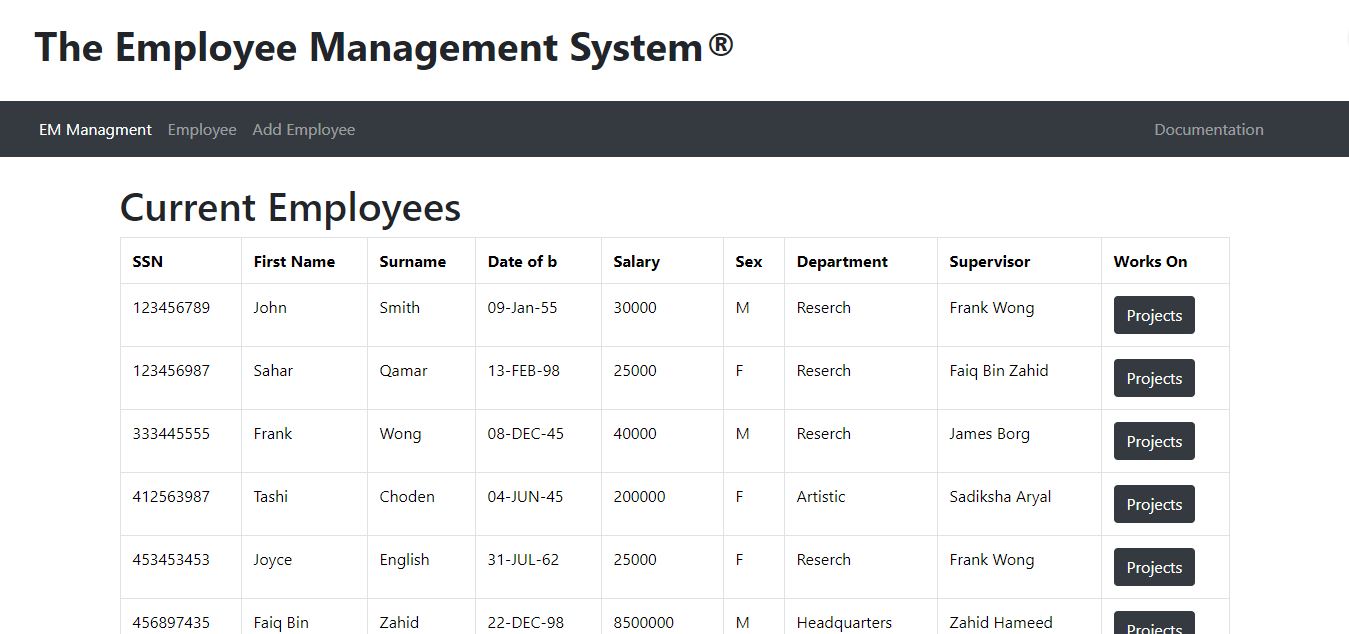 The Employee Management System®
EM Managment Employee Add Employee Documentation
Current Employees
SSN First Name Surname Date of b Salary Sex Department Supervisor Works On
123456789 John Smith 09-Jan-55 30000 M Reserch Frank Wong Projects
123456987 Sahar Qamar 13-FEB-98 25000 F Reserch Faiq Bin Zahid Projects
333445555 Frank Wong 08-DEC-45 40000 M Reserch James Borg Projects
412563987 Tashi Choden 04-JUN-45 200000 F Artistic Sadiksha Aryal Projects
453453453 Joyce English 31-JUL-62 25000 F Reserch Frank Wong Projects
456897435 Faiq Bin Zahid 22-DEC-98 8500000 M Headquarters Zahid Hameed Projects